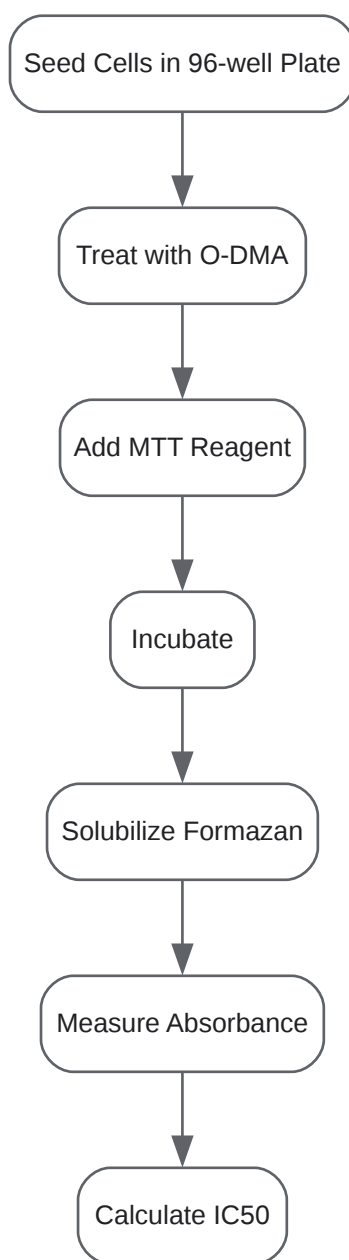 Seed Cells in 96-well Plate
Treat with O-DMA
Add MTT Reagent
Incubate
Solubilize Formazan
Measure Absorbance
Calculate IC50